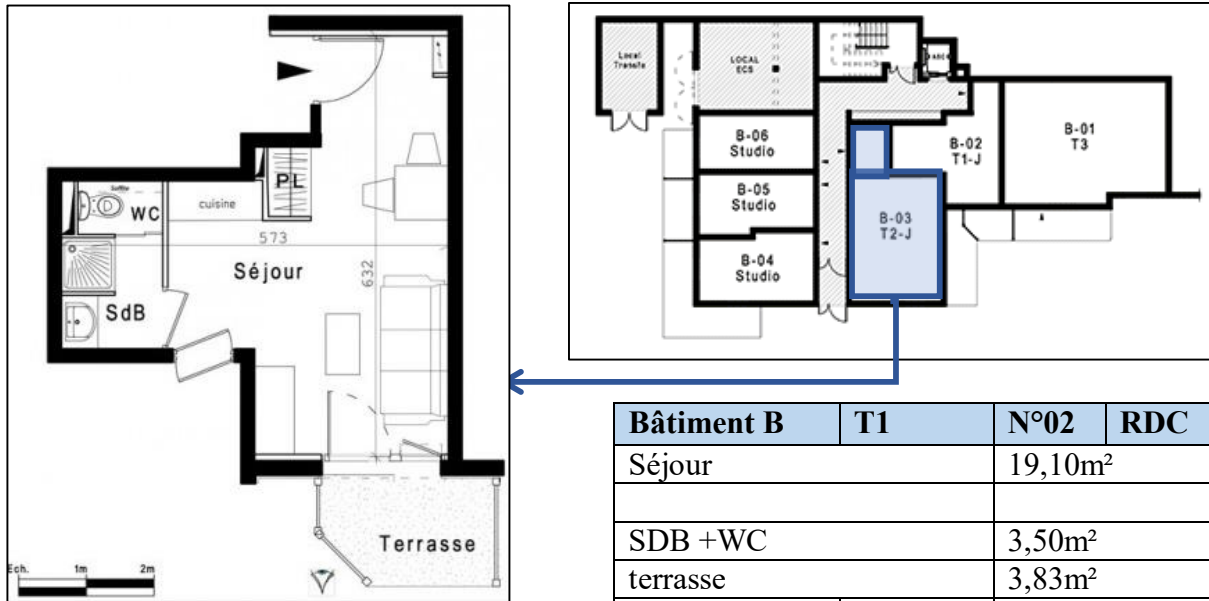 PL
WC
cuisine
573
Séjour
632
SdB
Terrasse
Ech. 1m 2m
Local
LOCAL
ECS
B-06
Studio
B-05
Studio
B-04
Studio
B-03
T2-J
B-02
T1-J
B-01
T3
Bâtiment B T1 N°02 RDC
Séjour 19,10m²
SDB +WC 3,50m²
terrasse 3,83m²